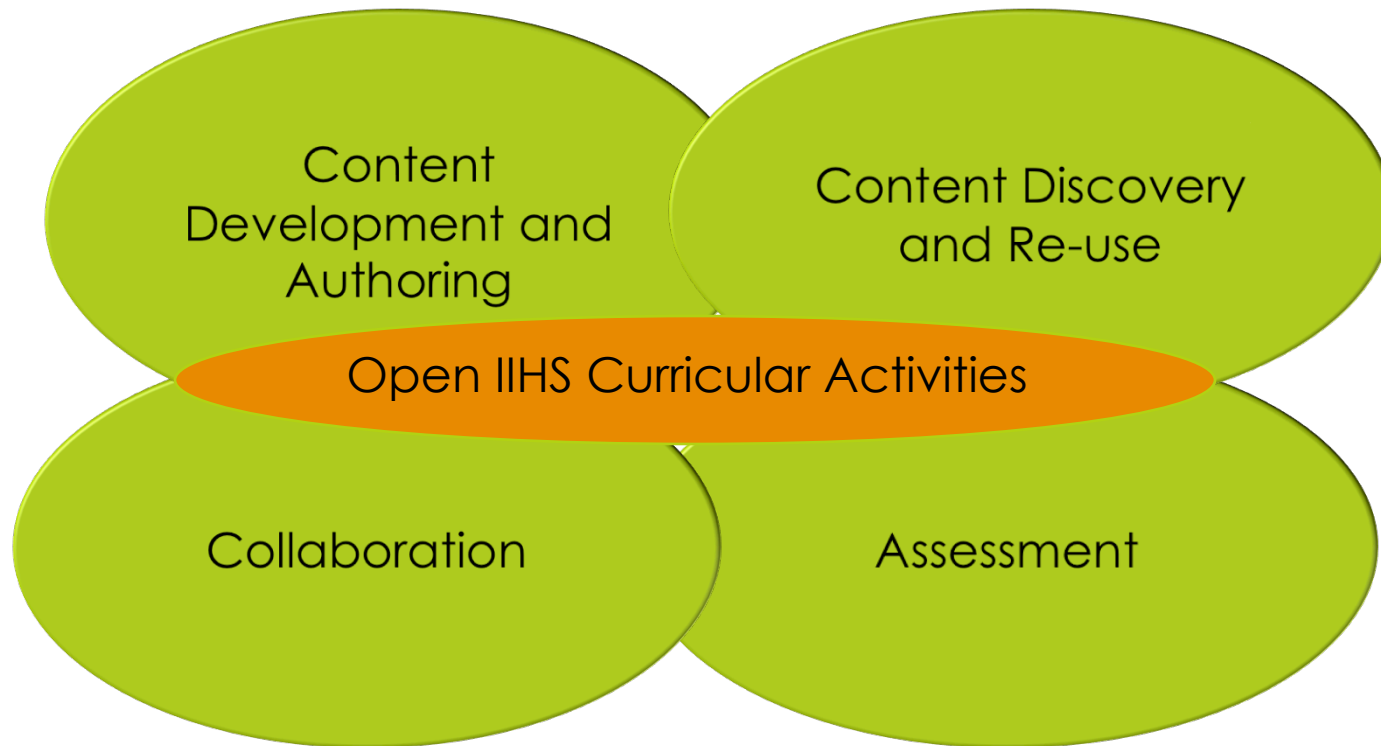 Content
Development and
Authoring
Content Discovery
and Re-use
Open IIHS Curricular Activities
Collaboration
Assessment